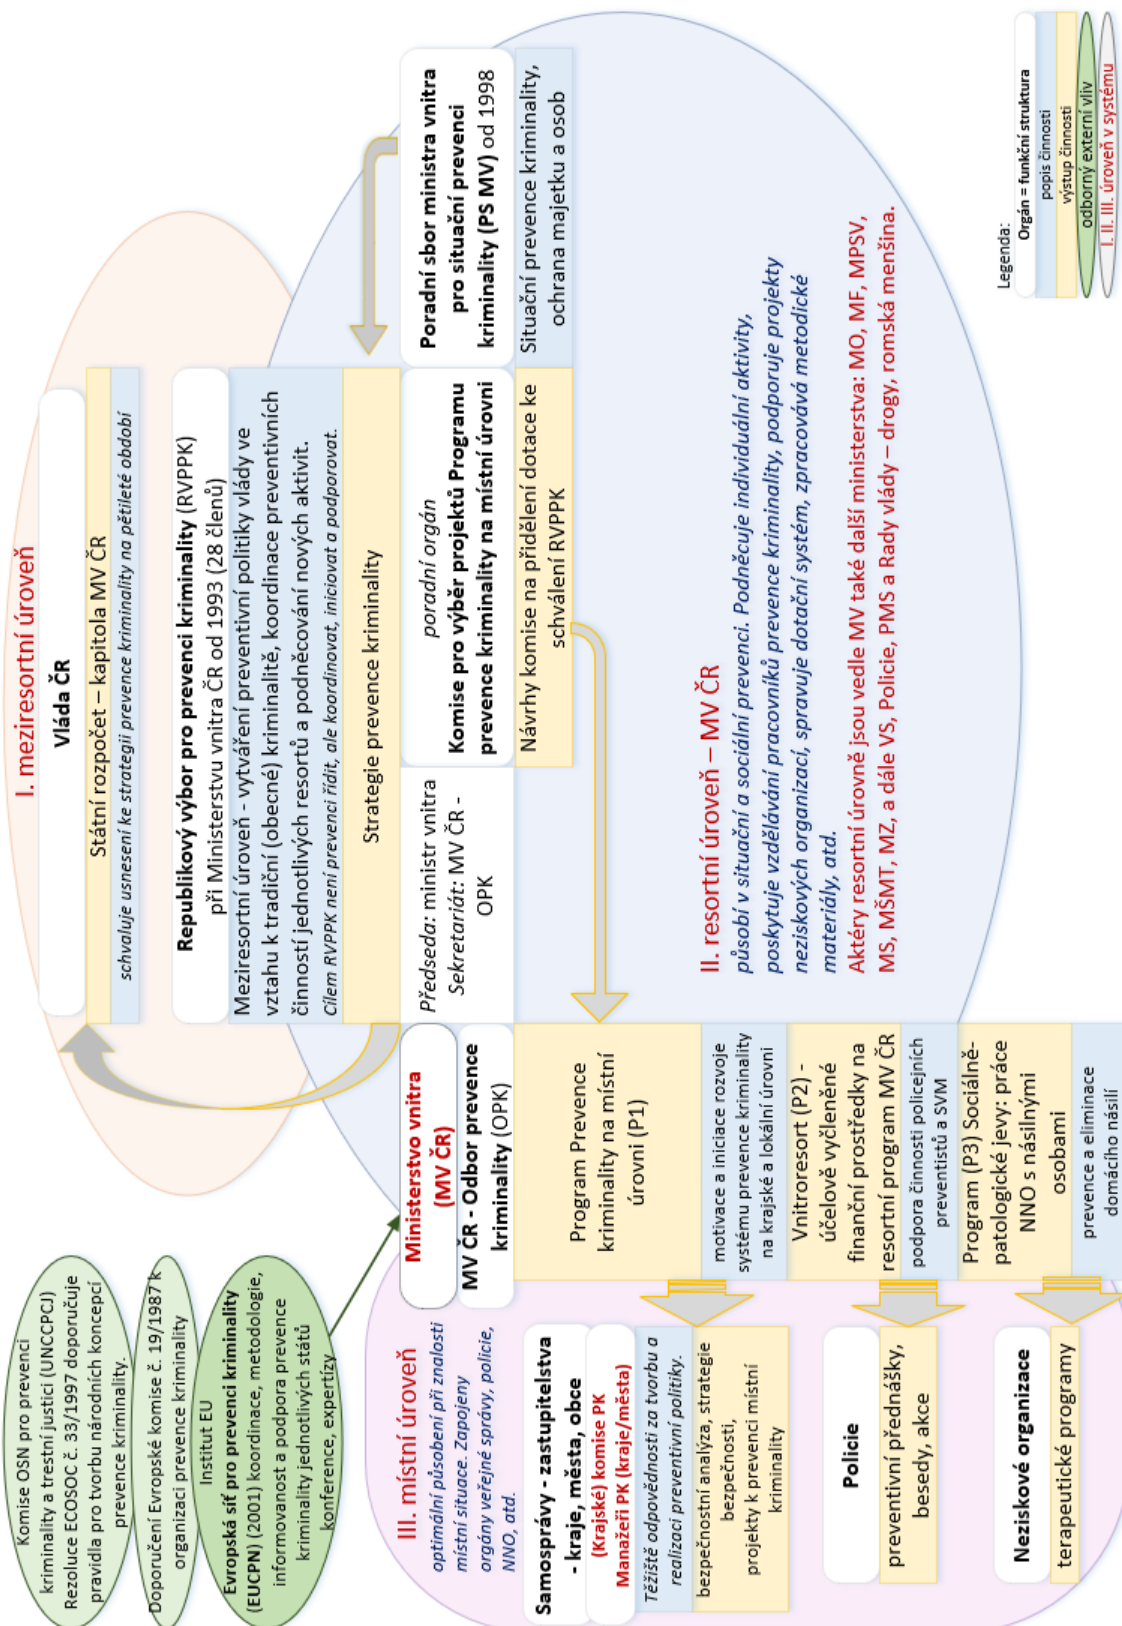 I. meziresortní úroveň
Vláda ČR
Státní rozpočet – kapitola MV ČR
schvaluje usnesení ke strategii prevence kriminality na pětileté období
Republikový výbor pro prevenci kriminality (RVPPK)
při Ministerstvu vnitra ČR od 1993 (28 členů)
Meziresortní úroveň - vytváření preventivní politiky vlády ve
vztahu k tradiční (obecné) kriminalitě, koordinace preventivních
činností jednotlivých resortů a podněcování nových aktivit.
Cílem RVPPK není prevenci řídit, ale koordinovat, iniciovat a podporovat.
Strategie prevence kriminality
Předseda: ministr vnitra
Sekretariát: MV ČR -
OPK
poradní orgán
Komise pro výběr projektů Programu
prevence kriminality na místní úrovni
Návrhy komise na přidělení dotace ke
schválení RVPPK
Poradní sbor ministra vnitra
pro situační prevenci
kriminality (PS MV) od 1998
Situační prevence kriminality,
ochrana majetku a osob
Komise OSN pro prevenci
kriminality a trestní justici (UNCCPCJ)
Rezoluce ECOSOC č. 33/1997 doporučuje
pravidla pro tvorbu národních koncepcí
prevence kriminality.
Doporučení Evropské komise č. 19/1987 k
organizaci prevence kriminality
Institut EU
Evropská síť pro prevenci kriminality
(EUCPN) (2001) koordinace, metodologie,
informovanost a podpora prevence
kriminality jednotlivých států
konference, expertízy
Ministerstvo vnitra
(MV ČR)
MV ČR - Odbor prevence
kriminality (OPK)
Program Prevence
kriminality na místní
úrovni (P1)
motivace a iniciace rozvoje
systému prevence kriminality
na krajské a lokální úrovni
Vnitroresort (P2) -
účelově vyčleněné
finanční prostředky na
resortní program MV ČR
podpora činnosti policejních
preventistů a SVM
Program (P3) Sociálně-
patologické jevy: práce
NNO s násilnými
osobami
prevence a eliminace
domácího násilí
II. resortní úroveň – MV ČR
působí v situační a sociální prevenci. Podněcuje individuální aktivity,
poskytuje vzdělávání pracovníků prevence kriminality, podporuje projekty
neziskových organizací, spravuje dotační systém, zpracovává metodické
materiály, atd.
Aktéry resortní úrovně jsou vedle MV také další ministerstva: MO, MF, MPSV,
MS, MŠMT, MZ, a dále VS, Policie, PMS a Rady vlády – drogy, romská menšina.
III. místní úroveň
optimální působení při znalosti
místní situace. Zapojeny
orgány veřejné správy, policie,
NNO, atd.
Samosprávy - zastupitelstva
- kraje, města, obce
(Krajské) komise PK
Manažeři PK (kraje/města)
Těžiště odpovědnosti za tvorbu a
realizaci preventivní politiky.
bezpečnostní analýza, strategie
bezpečnosti,
projekty k prevenci místní
kriminality
Policie
preventivní přednášky,
besedy, akce
Neziskové organizace
terapeutické programy
Legenda:
Orgán = funkční struktura
popis činnosti
výstup činnosti
odborný externí vliv
I. II. III. úroveň v systému